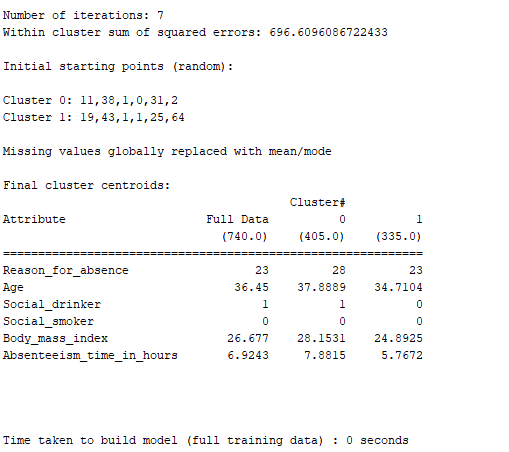 Number of iterations: 7
Within cluster sum of squared errors: 696.6096086722433
Initial starting points (random):
Cluster 0: 11,38,1,0,31,2
Cluster 1: 19,43,1,1,25,64
Missing values globally replaced with mean/mode
Final cluster centroids:
Cluster#
Attribute Full Data 0 1
(740.0) (405.0) (335.0)
================================================================
Reason_for_absence 23 28 23
Age 36.45 37.8889 34.7104
Social_drinker 1 1 0
Social_smoker 0 0 0
Body_mass_index 26.677 28.1531 24.8925
Absenteeism_time_in_hours 6.9243 7.8815 5.7672
Time taken to build model (full training data) : 0 seconds